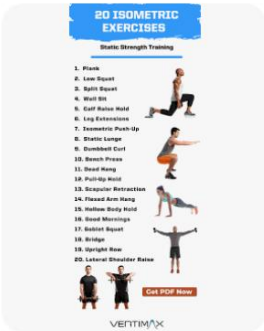 20 ISOMETRIC
EXERCISES
Static Strength Training
1. Plank
2. Low Squat
3. Split Squat
4. Wall Sit
5. Calf Raise Hold
6. Leg Extensions
7. Isometric Push-Up
8. Static Lunge
9. Dumbbell Curl
10. Bench Press
11. Dead Hang
12. Pull-Up Hold
13. Scapular Retraction
14. Flexed Arm Hang
15. Hollow Body Hold
16. Good Mornings
17. Goblet Squat
18. Bridge
19. Upright Row
20. Lateral Shoulder Raise
Get PDF Now
VENTIMAX